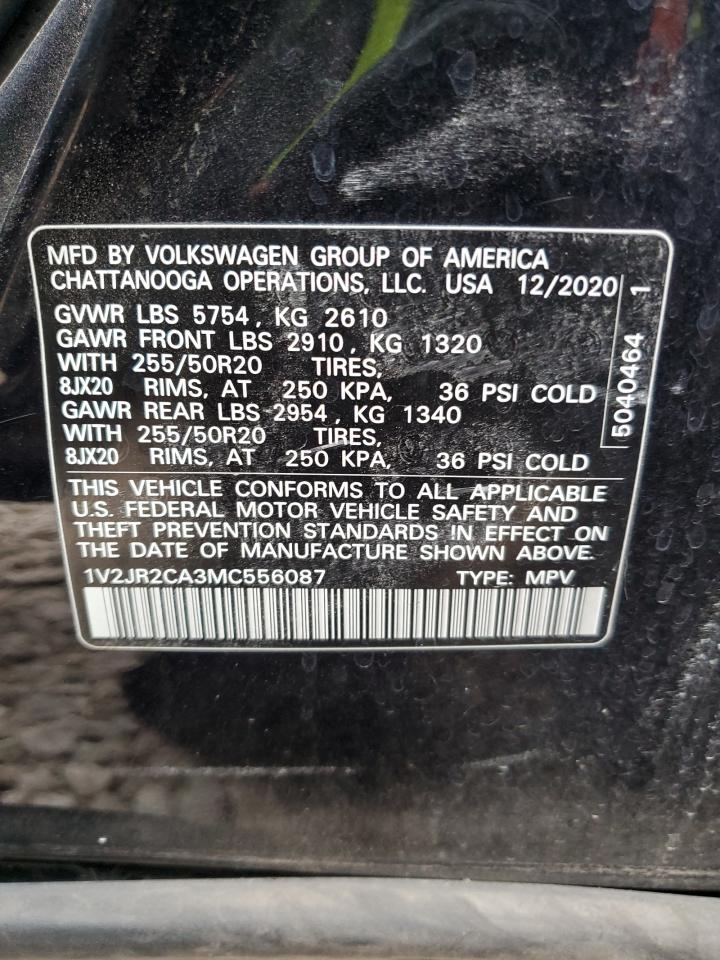 MFD BY VOLKSWAGEN GROUP OF AMERICA
CHATTANOOGA OPERATIONS, LLC. USA 12/2020
GVWR LBS 5754, KG 2610
GAWR FRONT LBS 2910, KG 1320
WITH 255/50R20 TIRES,
8JX20 RIMS, AT 250 KPA, 36 PSI COLD
GAWR REAR LBS 2954, KG 1340
WITH 255/50R20 TIRES,
8JX20 RIMS, AT 250 KPA, 36 PSI COLD
5040464 1
THIS VEHICLE CONFORMS TO ALL APPLICABLE
U.S. FEDERAL MOTOR VEHICLE SAFETY AND
THEFT PREVENTION STANDARDS IN EFFECT ON
THE DATE OF MANUFACTURE SHOWN ABOVE.
1V2JR2CA3MC556087 TYPE: MPV